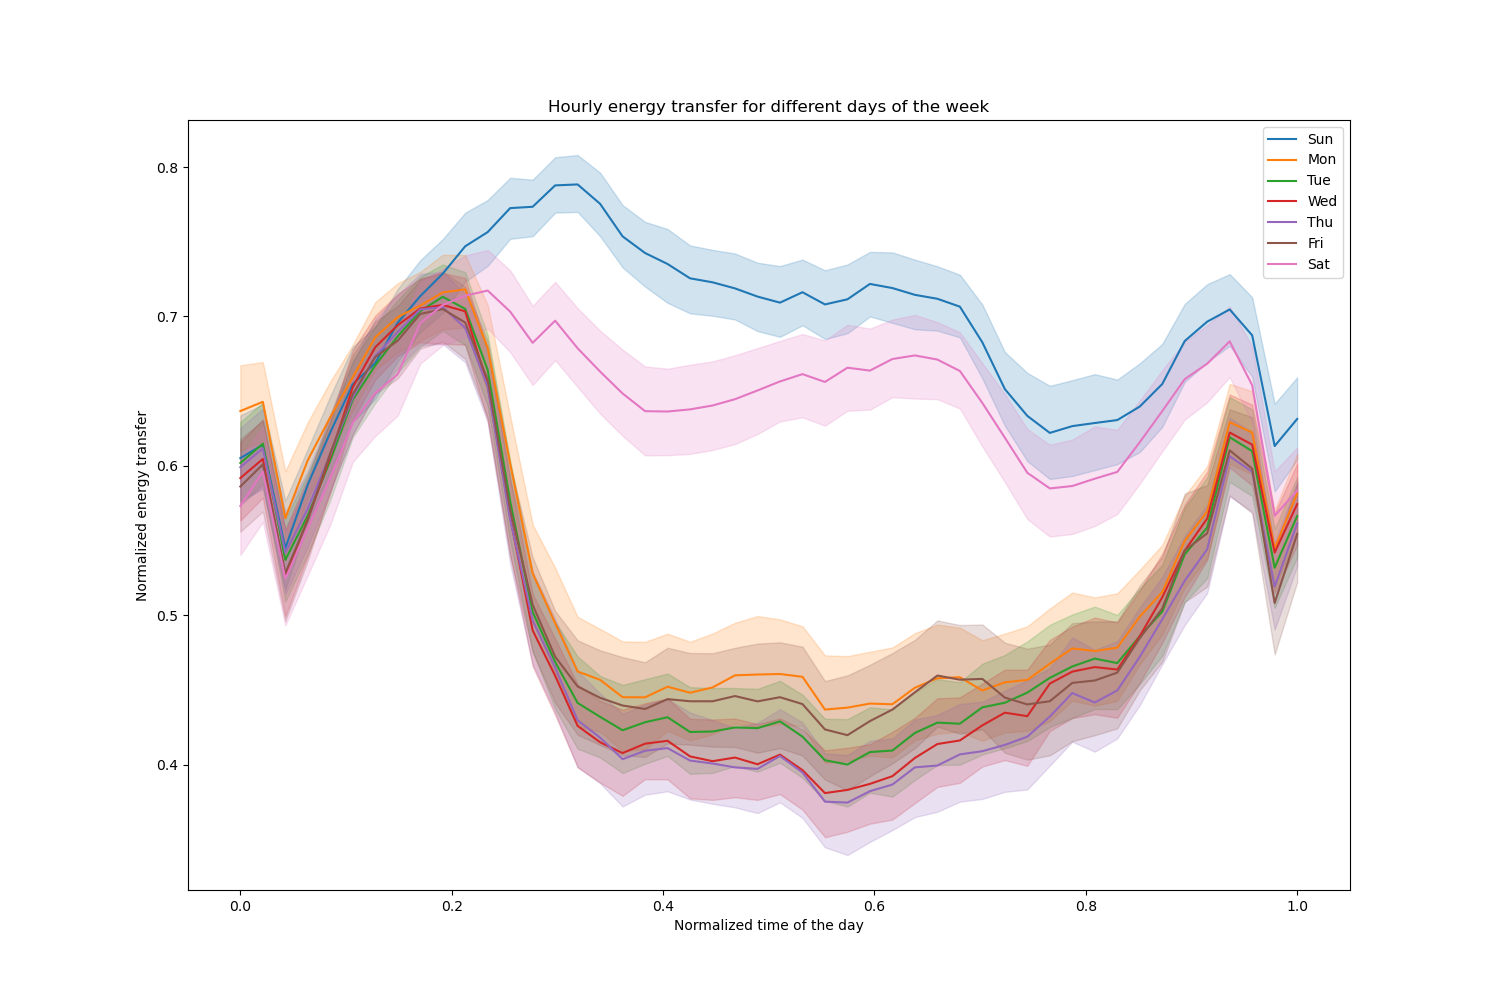 Hourly energy transfer for different days of the week
Sun
Mon
Tue
Wed
Thu
Fri
Sat
Normalized energy transfer
0.8
0.7
0.6
0.5
0.4
0.0 0.2 0.4 0.6 0.8 1.0
Normalized time of the day